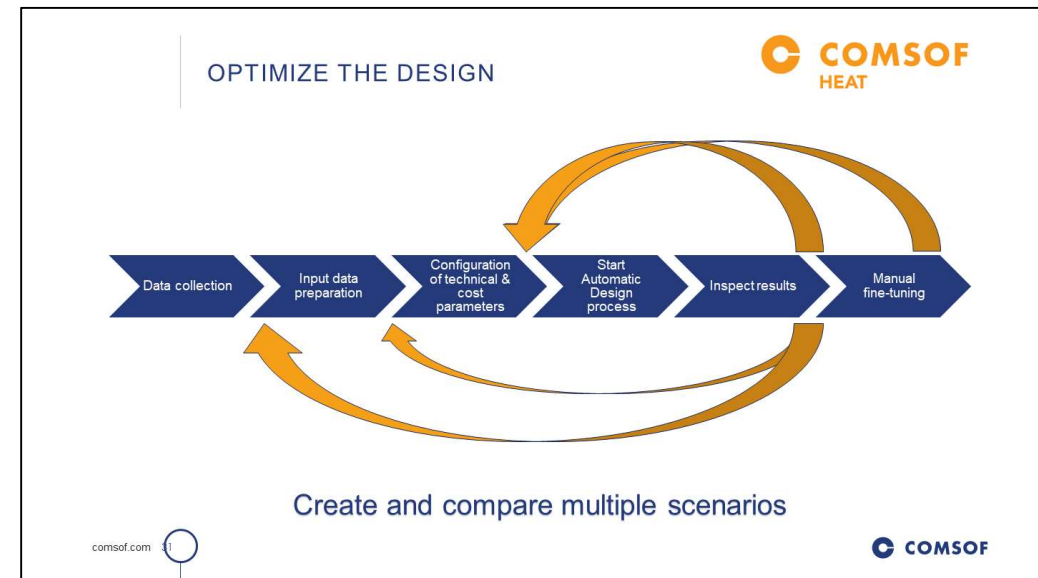 OPTIMIZE THE DESIGN
COMSOF
HEAT
Data collection
Input data
preparation
Configuration
of technical &
cost
parameters
Start
Automatic
Design
process
Inspect results
Manual
fine-tuning
Create and compare multiple scenarios
comsof.com 31
COMSOF